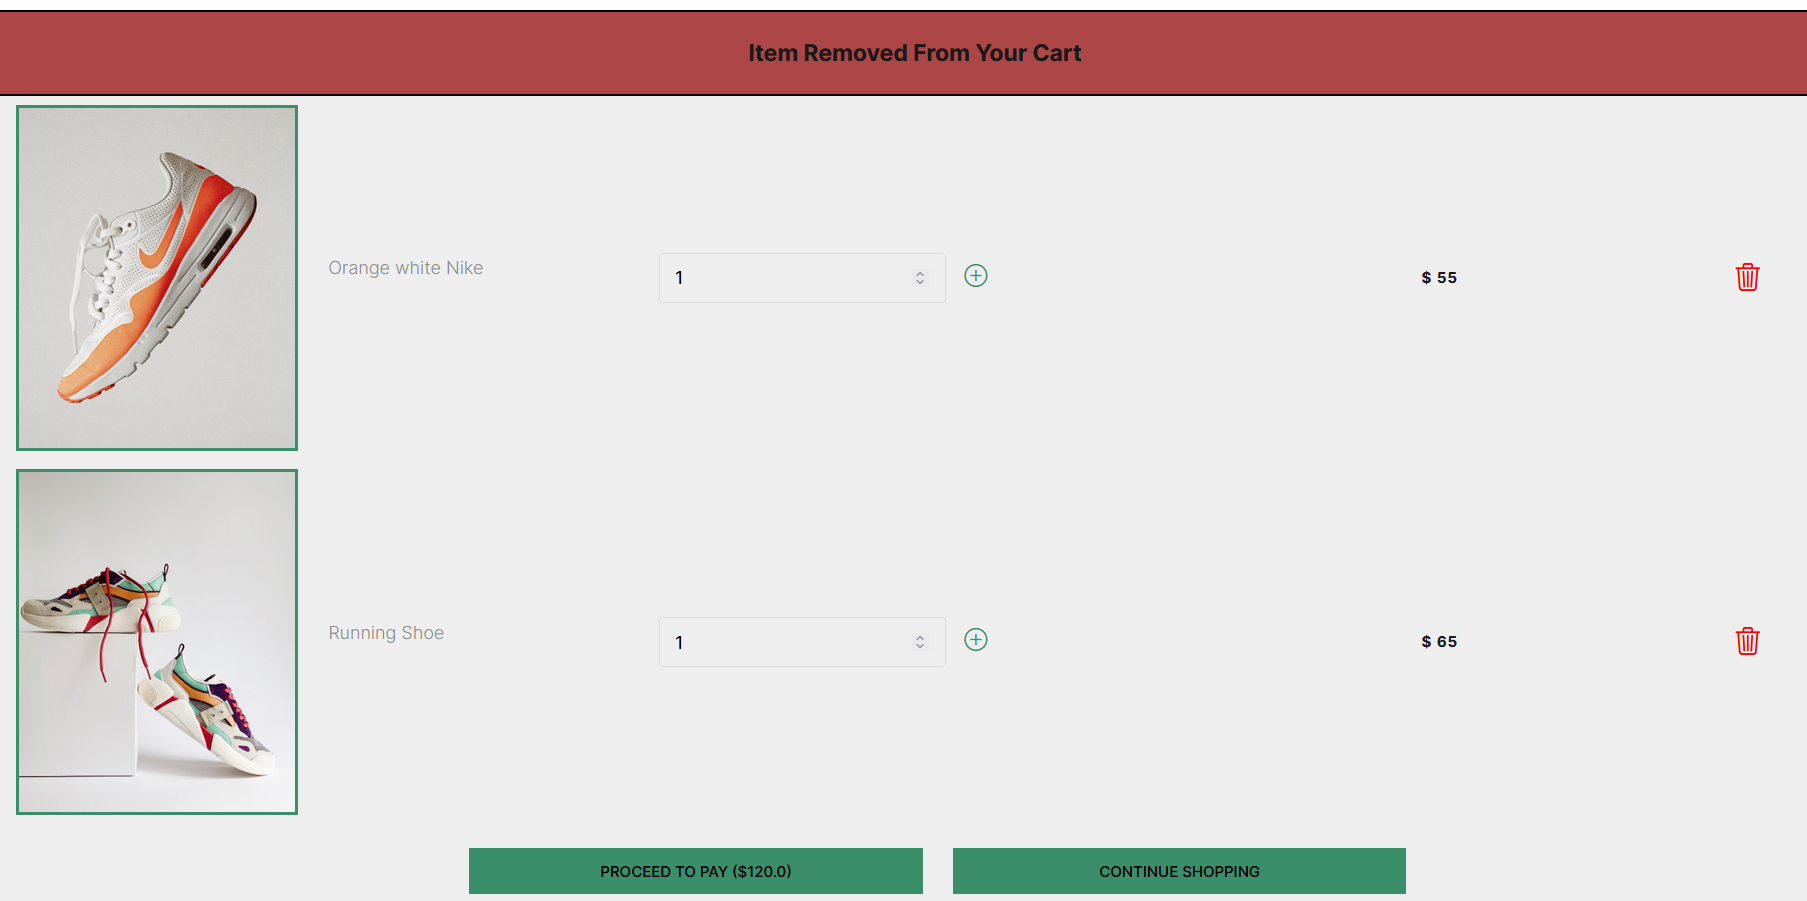 Item Removed From Your Cart
Orange white Nike
1
$ 55
Running Shoe
1
$ 65
PROCEED TO PAY ($120.0)
CONTINUE SHOPPING